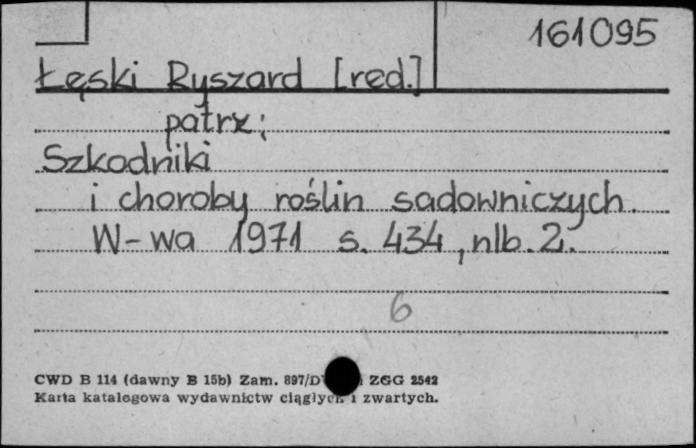 161095
Łęski Ryszard [red.]
patrz:
Szkodniki
i choroby roślin sadowniczych.
W-wa 1971 s. 434, nlb. 2.
6
CWD B 114 (dawny B 15b) Zam. 897/D ZGG 2542
Karta katalogowa wydawnictw ciągłych i zwartych.